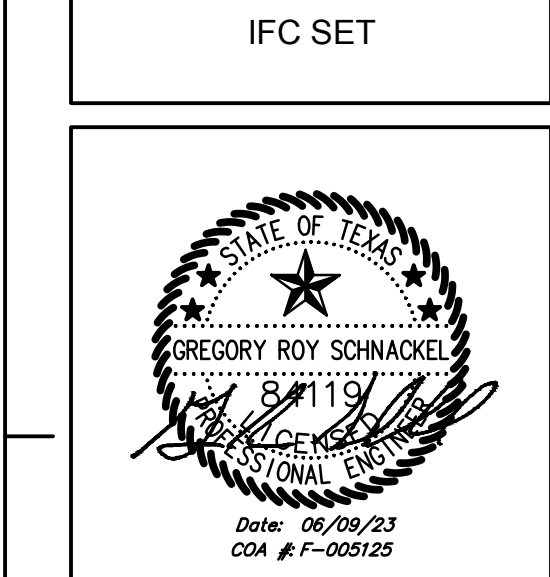 IFC SET
STATE OF TEXAS
GREGORY ROY SCHNACKEL
84119
LICENSED
PROFESSIONAL ENGINEER
Date: 06/09/23
COA #: F-005125